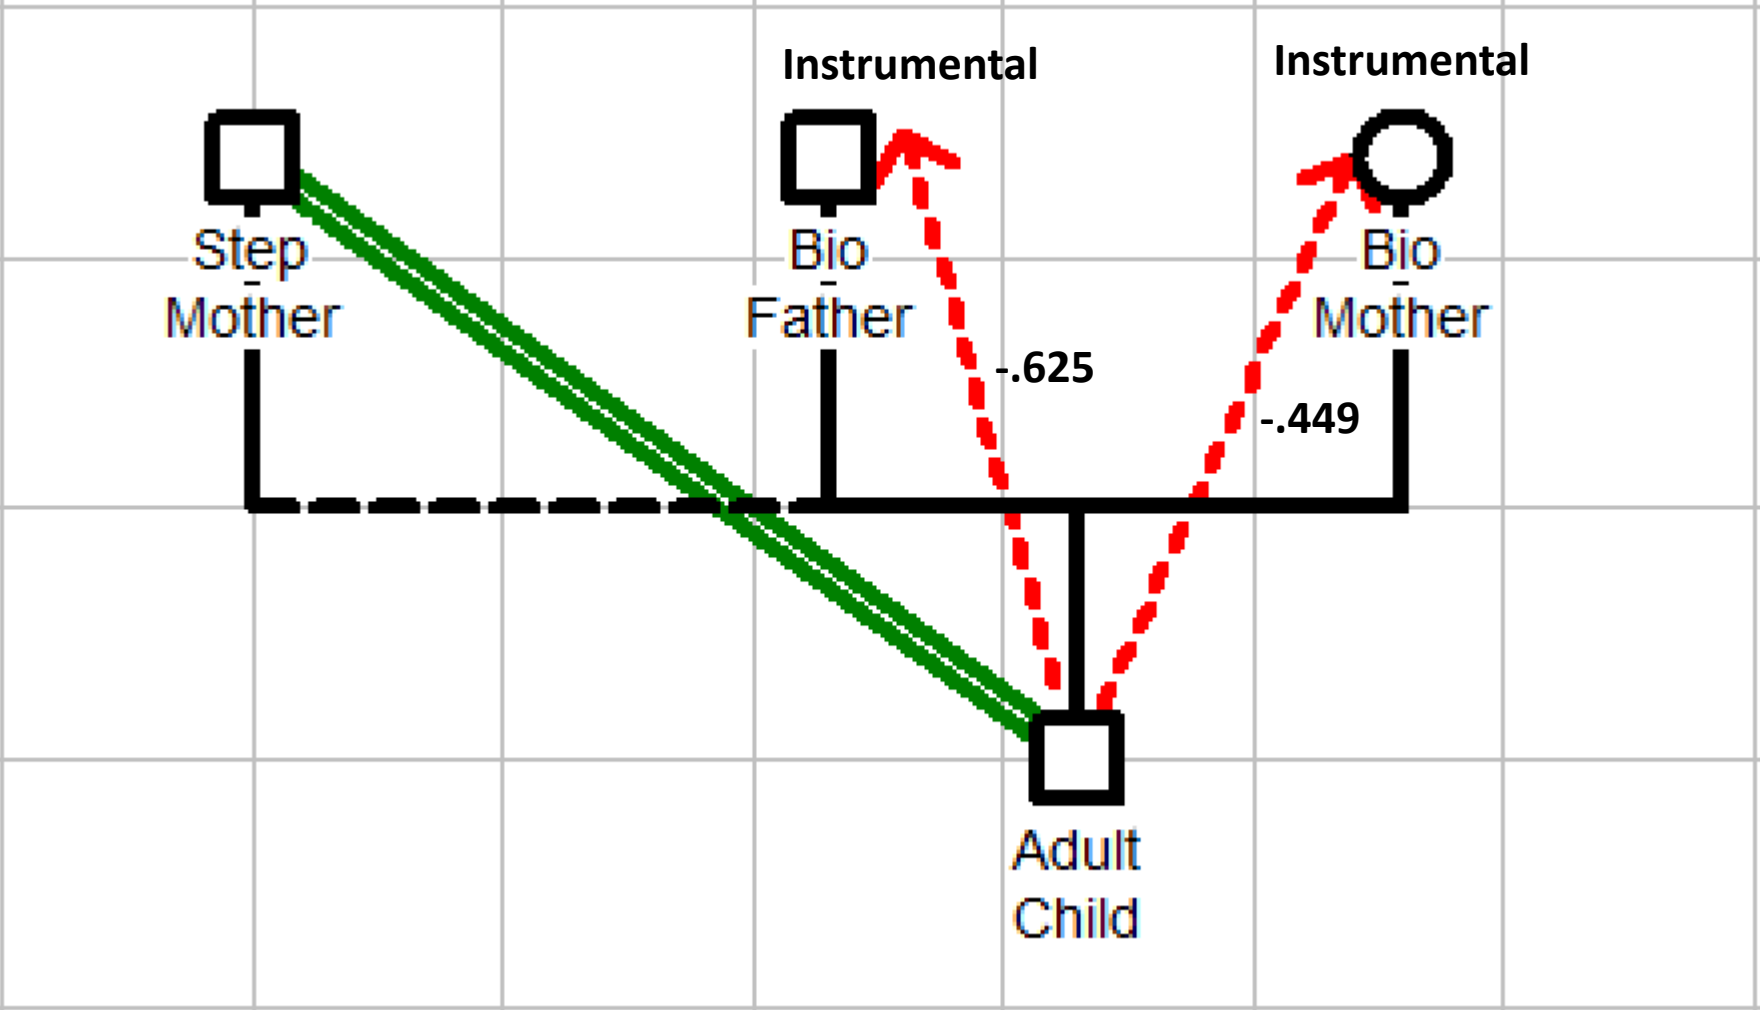 Instrumental
Instrumental
Step
Mother
Bio
Father
Bio
Mother
-.625
-.449
Adult
Child